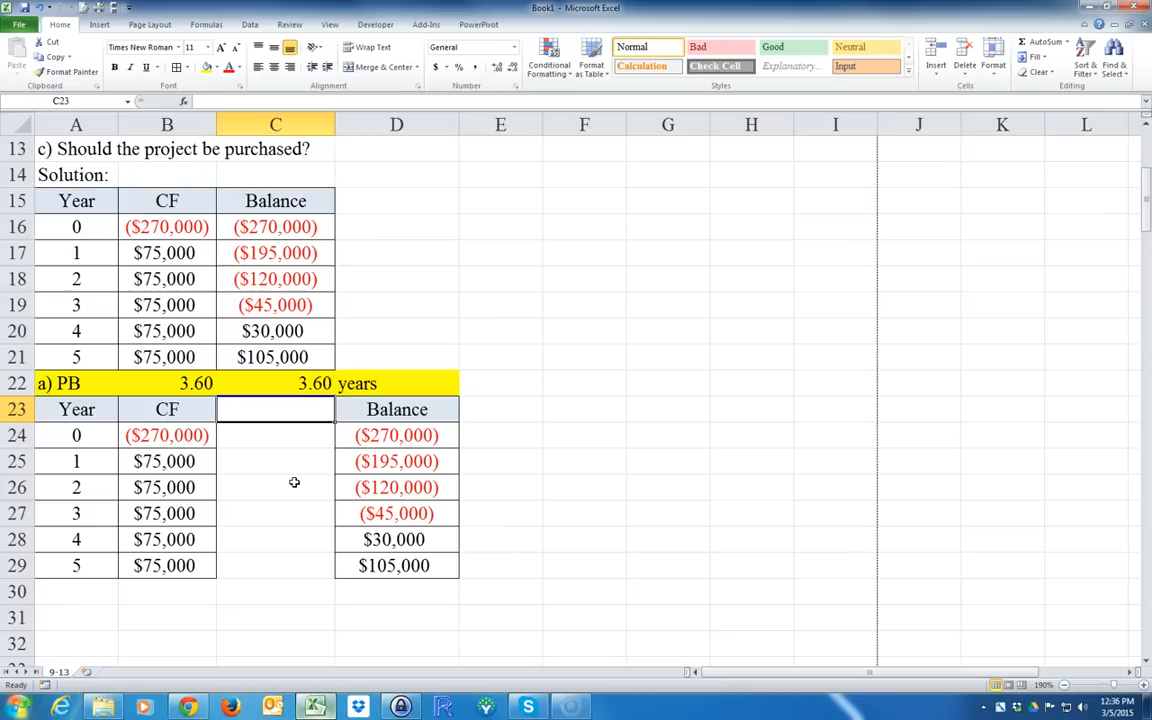 Book1 - Microsoft Excel
File Home Insert Page Layout Formulas Data Review View Developer Add-Ins PowerPivot
Paste
Cut
Copy
Format Painter
Clipboard
Times New Roman 11
B I U
Font
Wrap Text
Merge & Center
Alignment
General
$ % ,
Number
Conditional Formatting
Format as Table
Normal Bad Good Neutral
Calculation Check Cell Explanatory... Input
Styles
Insert Delete Format
Cells
AutoSum
Fill
Clear
Sort & Filter
Find & Select
Editing
C23 fx
A B C D E F G H I J K L
13 c) Should the project be purchased?
14 Solution:
15 Year CF Balance
16 0 ($270,000) ($270,000)
17 1 $75,000 ($195,000)
18 2 $75,000 ($120,000)
19 3 $75,000 ($45,000)
20 4 $75,000 $30,000
21 5 $75,000 $105,000
22 a) PB 3.60 3.60 years
23 Year CF Balance
24 0 ($270,000) ($270,000)
25 1 $75,000 ($195,000)
26 2 $75,000 ($120,000)
27 3 $75,000 ($45,000)
28 4 $75,000 $30,000
29 5 $75,000 $105,000
30
31
32
9-13
Ready 190%
12:36 PM
3/5/2015